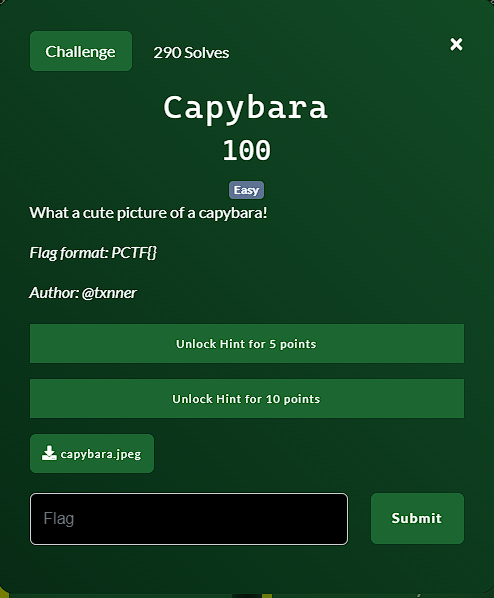 Challenge
290 Solves
×
Capybara
100
Easy
What a cute picture of a capybara!
Flag format: PCTF{}
Author: @txnner
Unlock Hint for 5 points
Unlock Hint for 10 points
capybara.jpeg
Flag
Submit